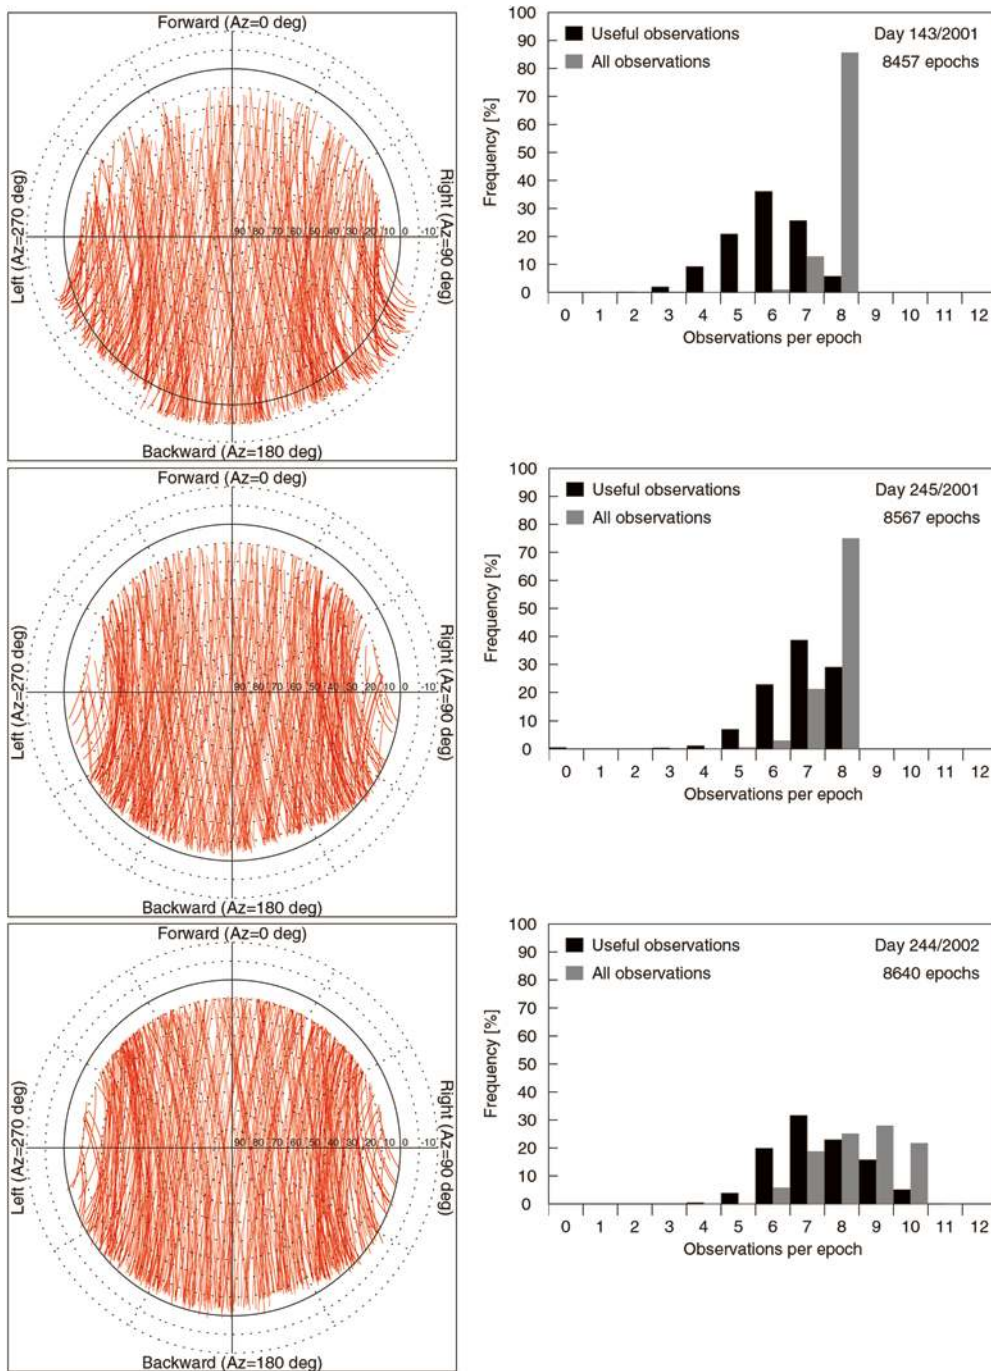 Forward (Az=0 deg)
Left (Az=270 deg)
Right (Az=90 deg)
90 80 70 60 50 40 30 20 10 0 -10
Backward (Az=180 deg)
100
90
80
70
60
50
40
30
20
10
0
Frequency [%]
Useful observations
All observations
Day 143/2001
8457 epochs
0 1 2 3 4 5 6 7 8 9 10 11 12
Observations per epoch
Forward (Az=0 deg)
Left (Az=270 deg)
Right (Az=90 deg)
90 80 70 60 50 40 30 20 10 0 -10
Backward (Az=180 deg)
100
90
80
70
60
50
40
30
20
10
0
Frequency [%]
Useful observations
All observations
Day 245/2001
8567 epochs
0 1 2 3 4 5 6 7 8 9 10 11 12
Observations per epoch
Forward (Az=0 deg)
Left (Az=270 deg)
Right (Az=90 deg)
90 80 70 60 50 40 30 20 10 0 -10
Backward (Az=180 deg)
100
90
80
70
60
50
40
30
20
10
0
Frequency [%]
Useful observations
All observations
Day 244/2002
8640 epochs
0 1 2 3 4 5 6 7 8 9 10 11 12
Observations per epoch